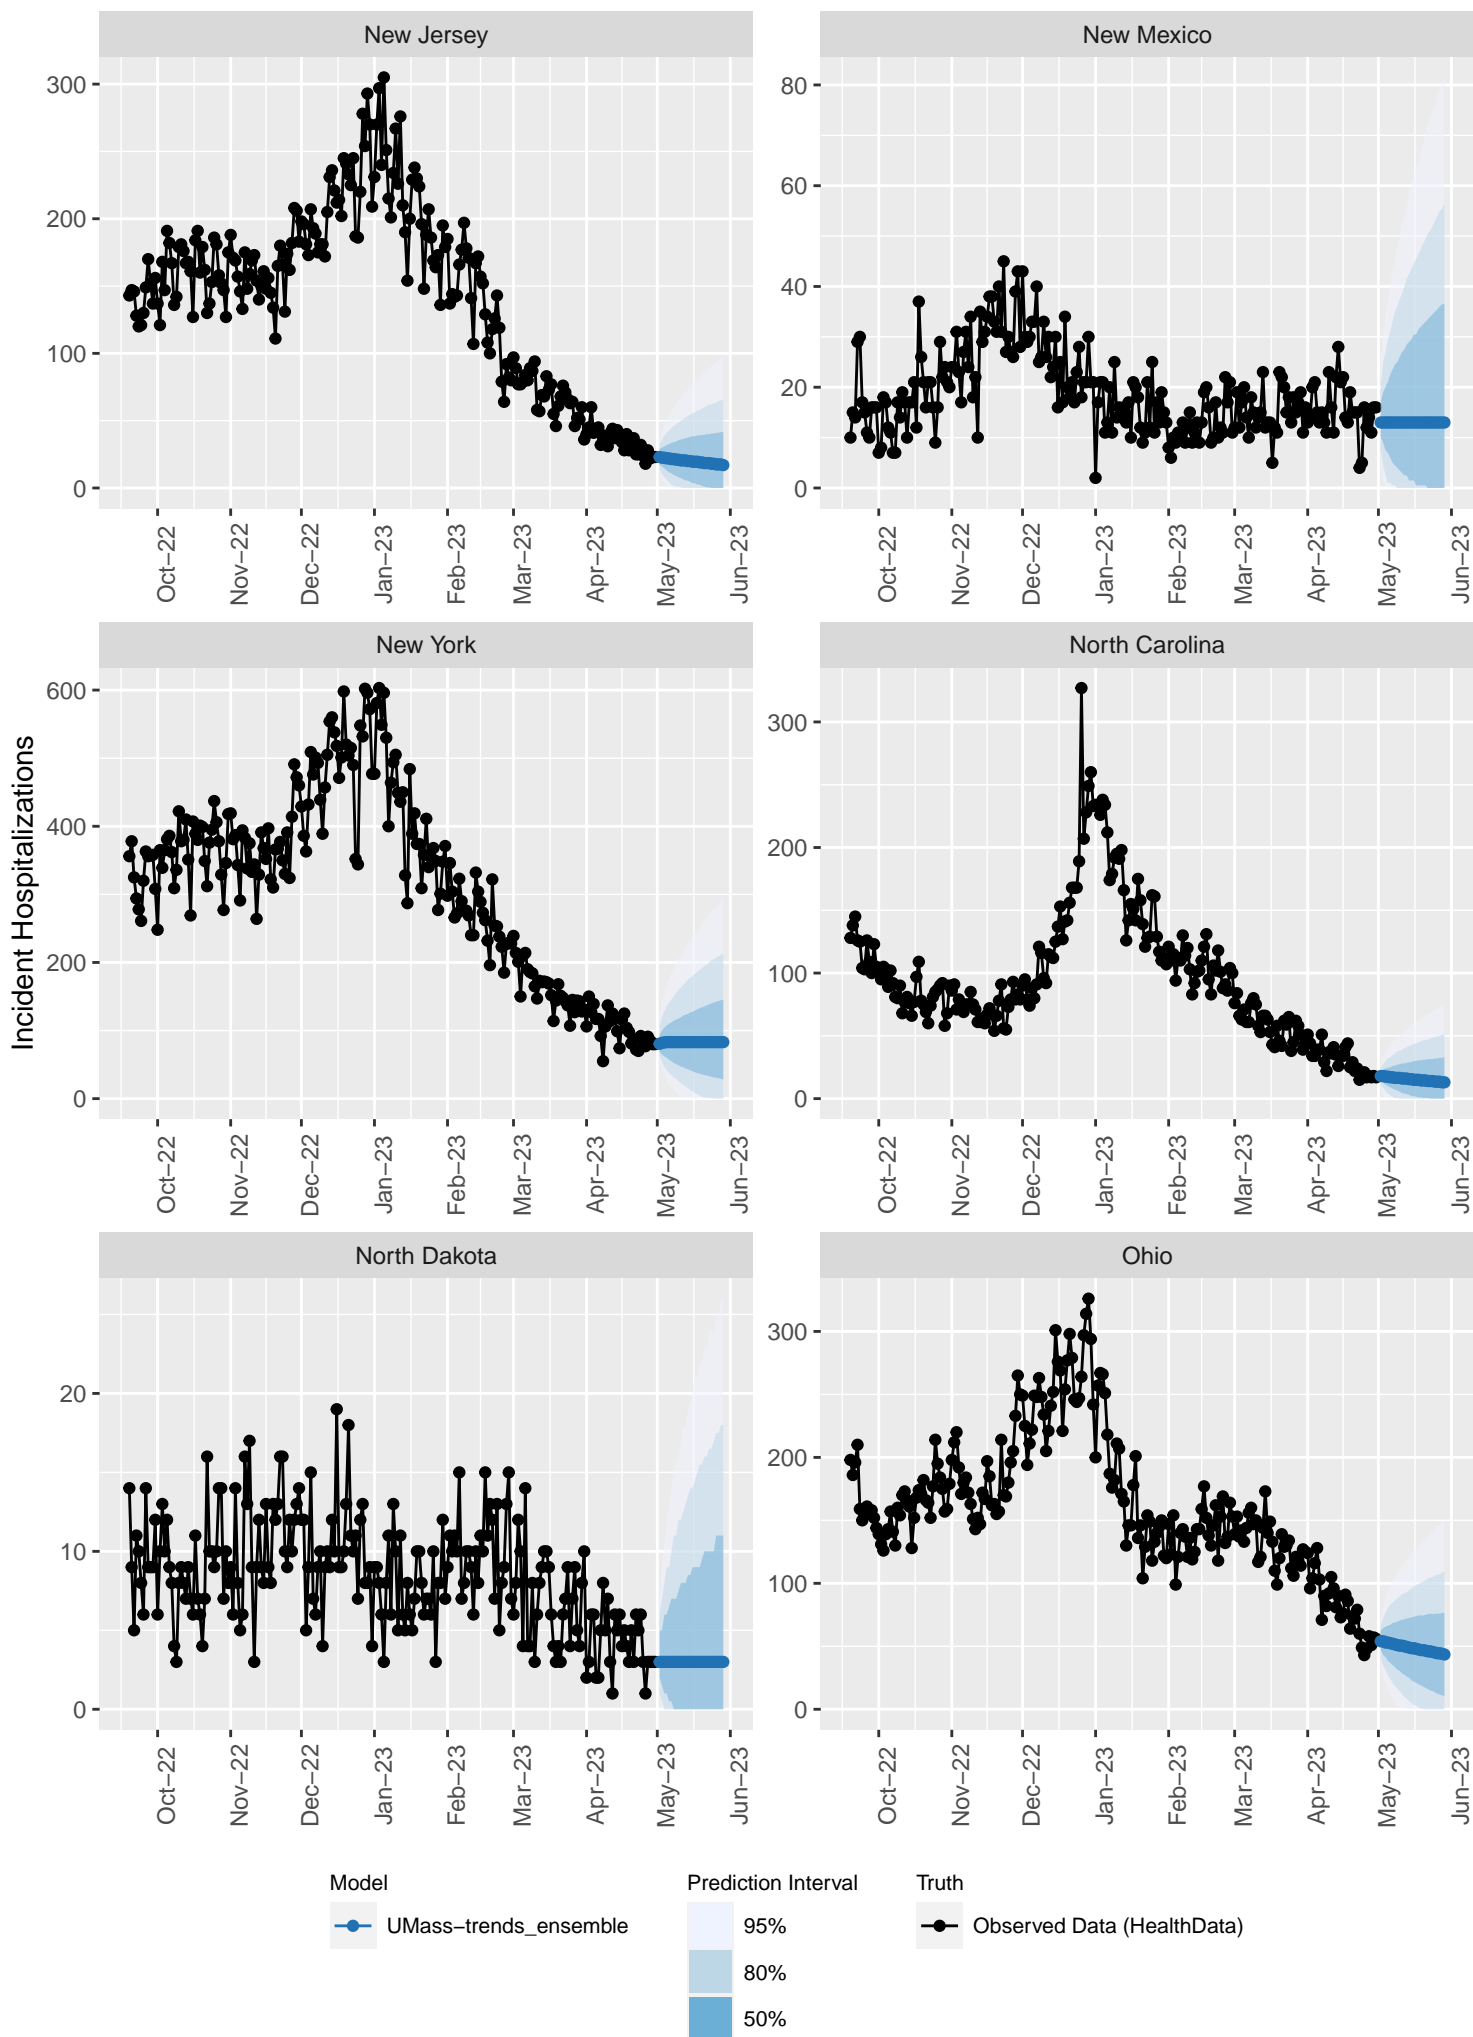 New Jersey
New Mexico
300
200
100
0
80
60
40
20
0
Oct−22
Nov−22
Dec−22
Jan−23
Feb−23
Mar−23
Apr−23
May−23
Jun−23
Oct−22
Nov−22
Dec−22
Jan−23
Feb−23
Mar−23
Apr−23
May−23
Jun−23
New York
North Carolina
Incident Hospitalizations
600
400
200
0
300
200
100
0
Oct−22
Nov−22
Dec−22
Jan−23
Feb−23
Mar−23
Apr−23
May−23
Jun−23
Oct−22
Nov−22
Dec−22
Jan−23
Feb−23
Mar−23
Apr−23
May−23
Jun−23
North Dakota
Ohio
20
10
0
300
200
100
0
Oct−22
Nov−22
Dec−22
Jan−23
Feb−23
Mar−23
Apr−23
May−23
Jun−23
Oct−22
Nov−22
Dec−22
Jan−23
Feb−23
Mar−23
Apr−23
May−23
Jun−23
Model
UMass−trends_ensemble
Prediction Interval
95%
80%
50%
Truth
Observed Data (HealthData)